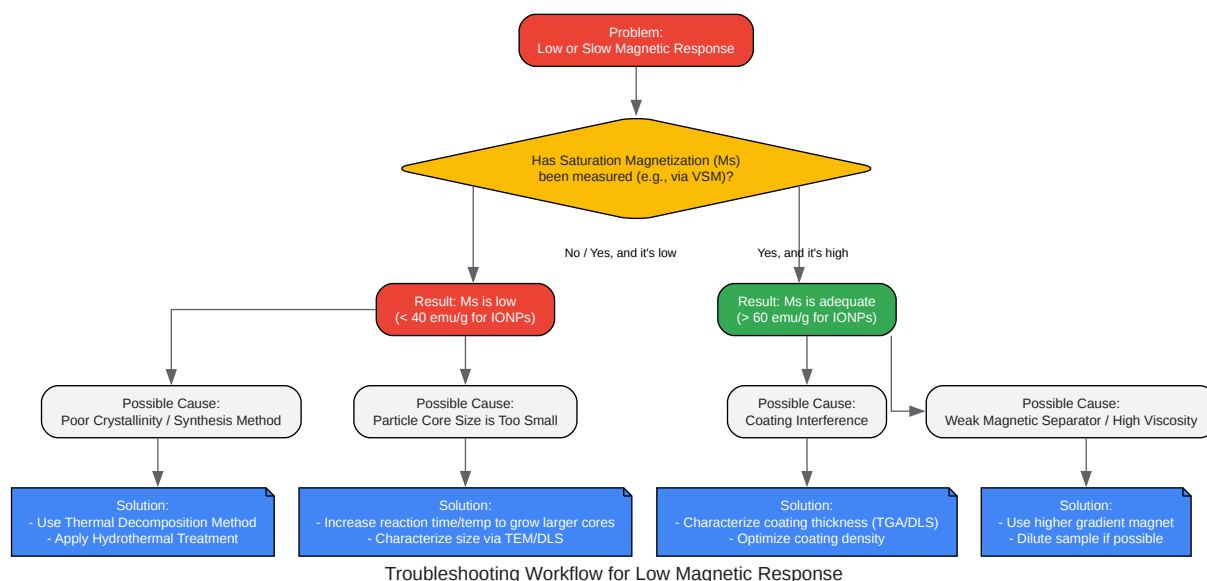 Problem:
Low or Slow Magnetic Response
Has Saturation Magnetization (Ms)
been measured (e.g., via VSM)?
No / Yes, and it's low
Yes, and it's high
Result: Ms is low
(< 40 emu/g for IONPs)
Result: Ms is adequate
(> 60 emu/g for IONPs)
Possible Cause:
Poor Crystallinity / Synthesis Method
Possible Cause:
Particle Core Size is Too Small
Possible Cause:
Coating Interference
Possible Cause:
Weak Magnetic Separator / High Viscosity
Solution:
- Use Thermal Decomposition Method
- Apply Hydrothermal Treatment
Solution:
- Increase reaction time/temp to grow larger cores
- Characterize size via TEM/DLS
Solution:
- Characterize coating thickness (TGA/DLS)
- Optimize coating density
Solution:
- Use higher gradient magnet
- Dilute sample if possible
Troubleshooting Workflow for Low Magnetic Response